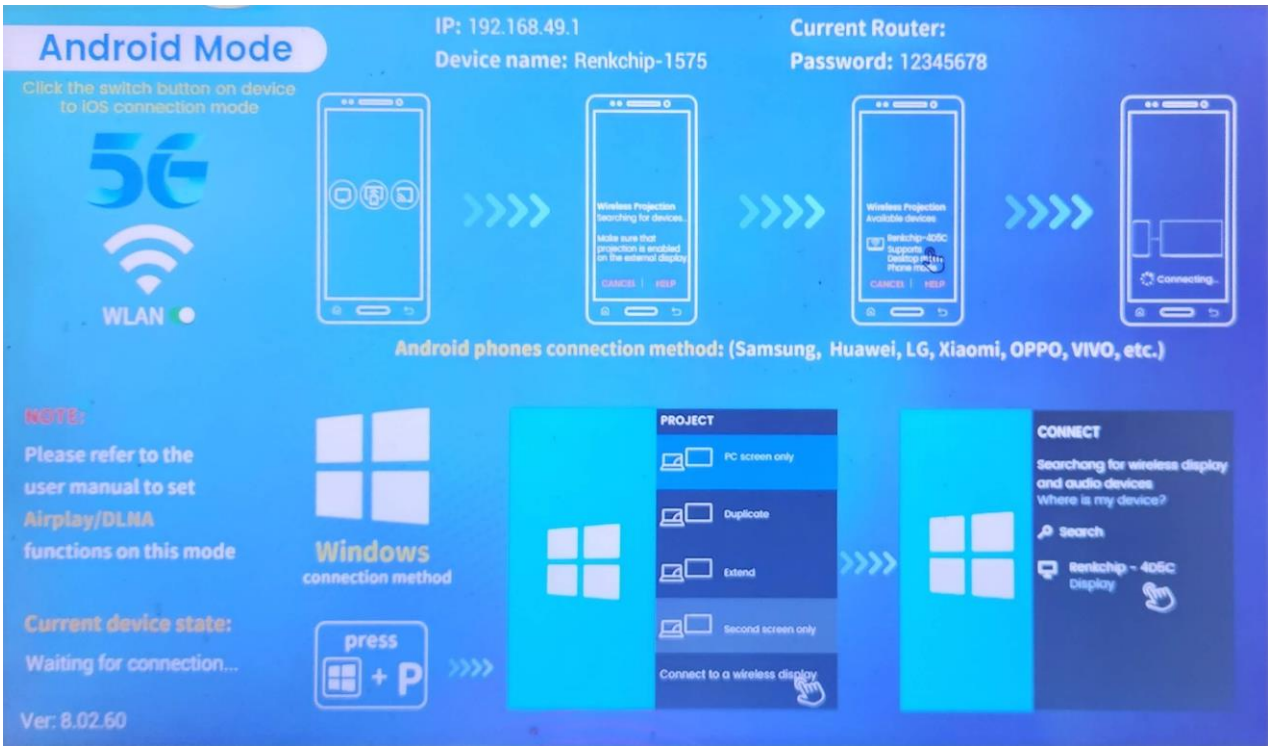 Android Mode
Click the switch button on device
to iOS connection mode
5G
WLAN
IP: 192.168.49.1
Device name: Renkchip-1575
Current Router:
Password: 12345678
Wireless Projection
Searching for devices...
Make sure that
projection is enabled
on the external display
CANCEL | HELP
Wireless Projection
Available devices
Renkchip-4D5C
Supports
Desktop
Phone mode
CANCEL | HELP
Connecting...
Android phones connection method: (Samsung, Huawei, LG, Xiaomi, OPPO, VIVO, etc.)
NOTE:
Please refer to the
user manual to set
Airplay/DLNA
functions on this mode
Current device state:
Waiting for connection...
Ver: 8.02.60
Windows
connection method
press
+ P
PROJECT
PC screen only
Duplicate
Extend
Second screen only
Connect to a wireless display
CONNECT
Searchong for wireless display
and audio devices
Where is my device?
Search
Renkchip - 4D5C
Display